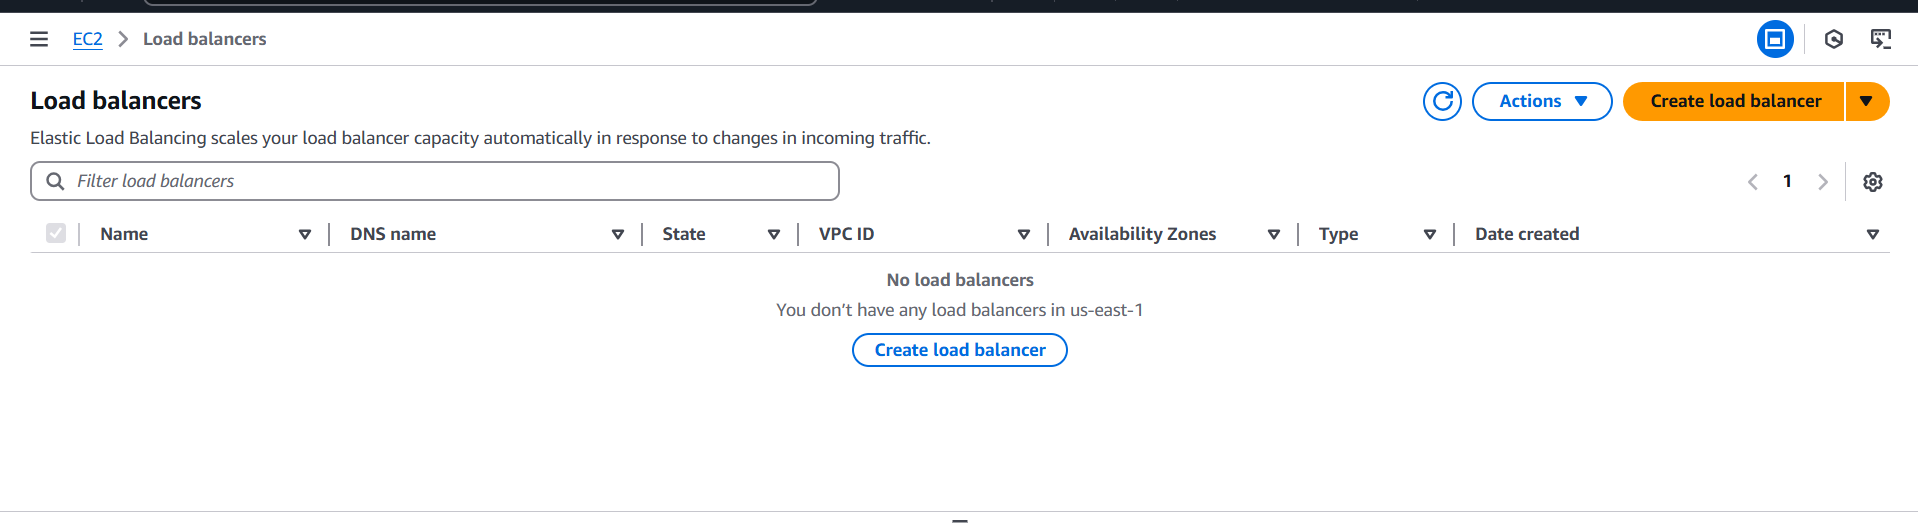 EC2 > Load balancers
Load balancers
Actions
Create load balancer
Elastic Load Balancing scales your load balancer capacity automatically in response to changes in incoming traffic.
Filter load balancers
1
Name DNS name State VPC ID Availability Zones Type Date created
No load balancers
You don’t have any load balancers in us-east-1
Create load balancer